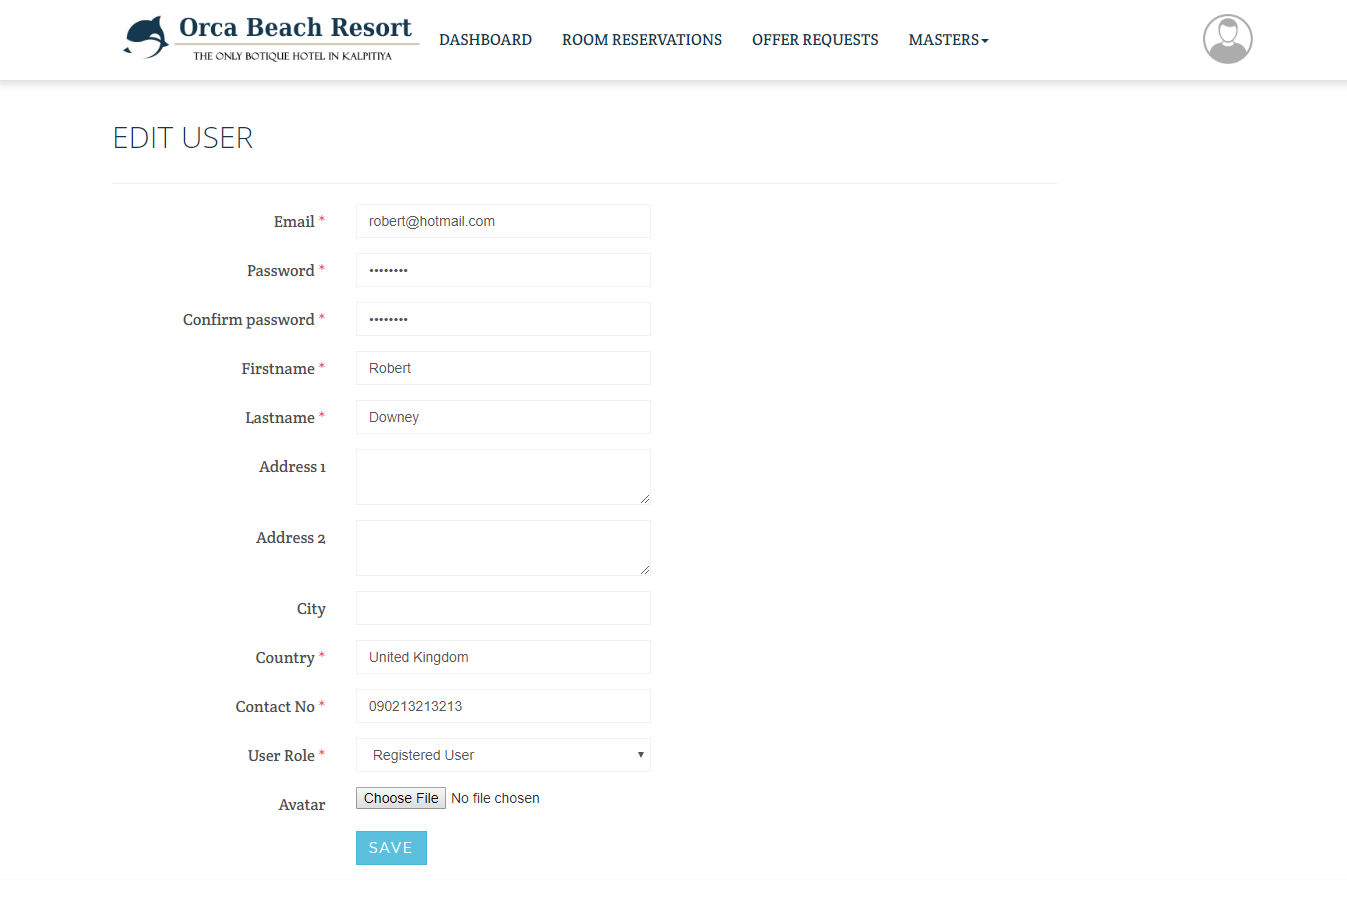 Orca Beach Resort
THE ONLY BOTIQUE HOTEL IN KALPITIYA
DASHBOARD ROOM RESERVATIONS OFFER REQUESTS MASTERS
EDIT USER
Email * robert@hotmail.com
Password * ••••••••
Confirm password * ••••••••
Firstname * Robert
Lastname * Downey
Address 1
Address 2
City
Country * United Kingdom
Contact No * 090213213213
User Role * Registered User
Avatar Choose File No file chosen
SAVE